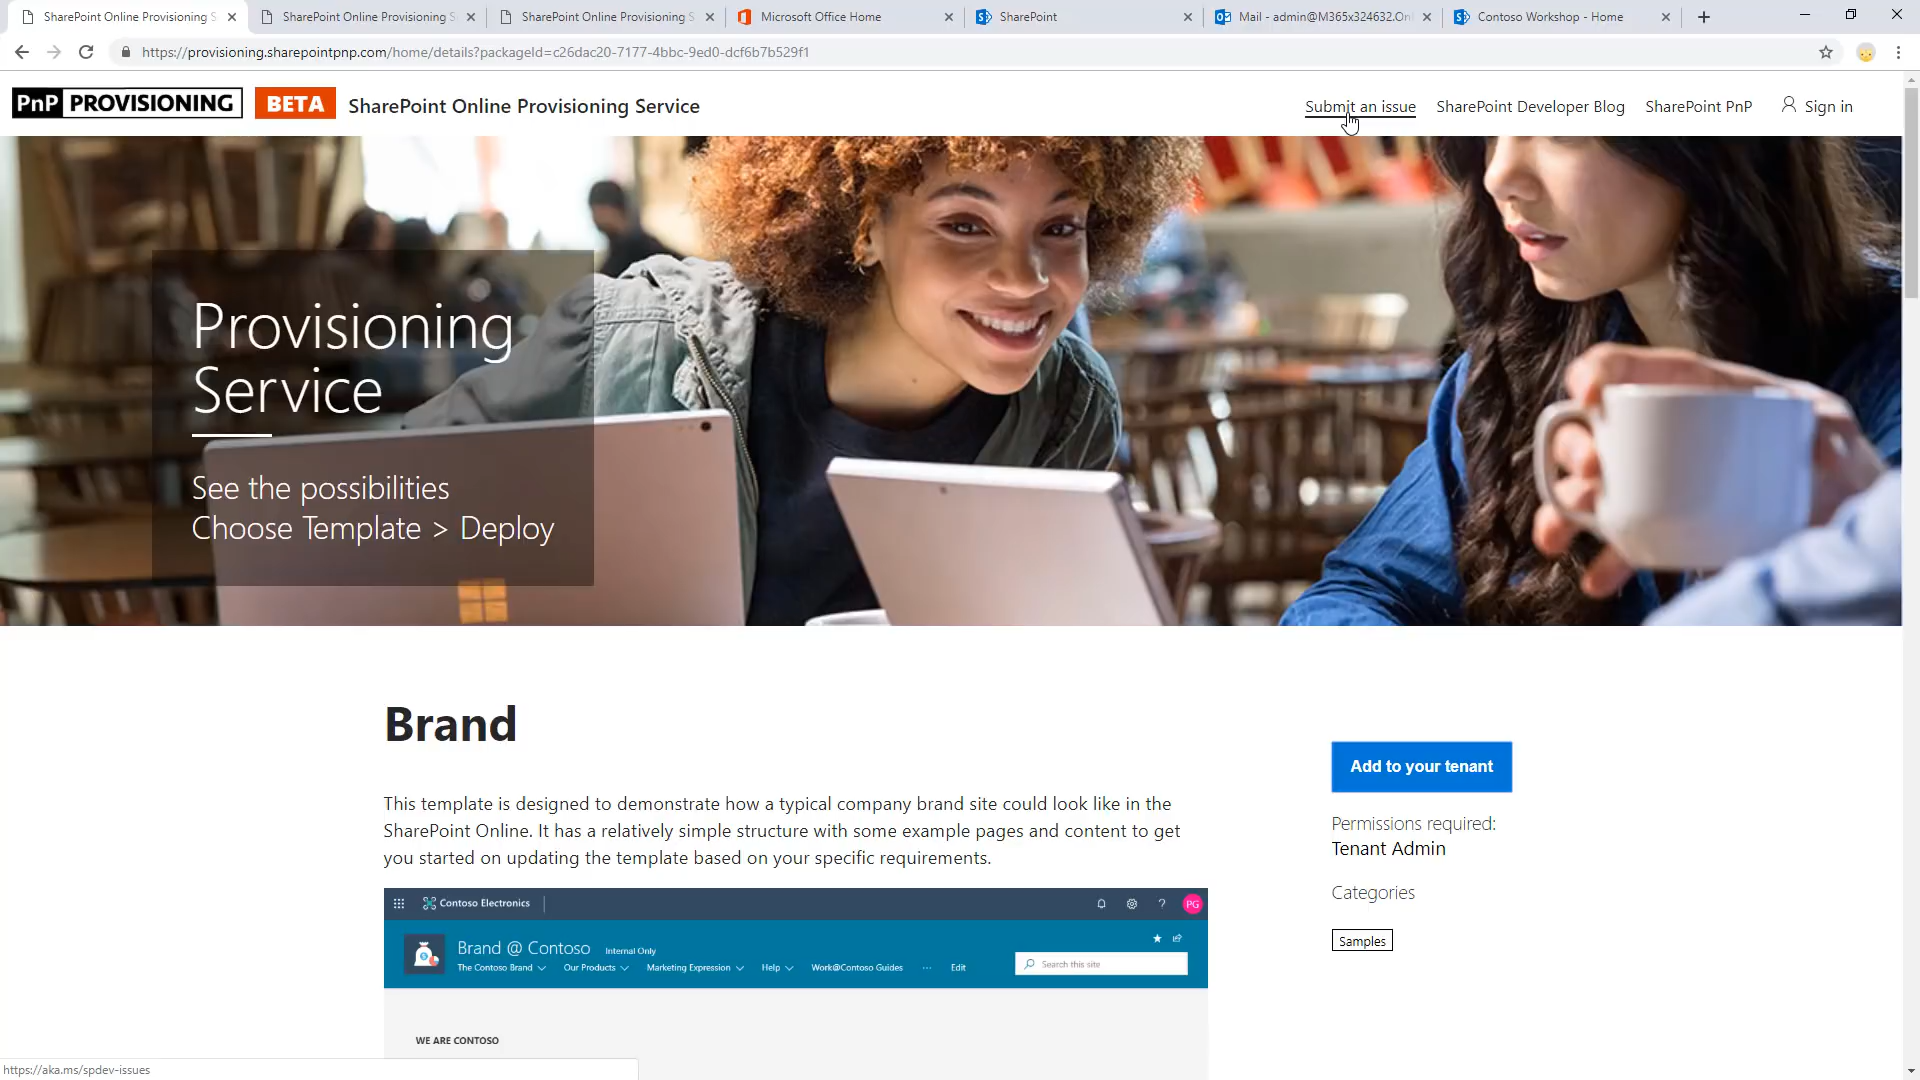 SharePoint Online Provisioning S
SharePoint Online Provisioning S
SharePoint Online Provisioning S
Microsoft Office Home
SharePoint
Mail - admin@M365x324632.On
Contoso Workshop - Home
https://provisioning.sharepointpnp.com/home/details?packageId=c26dac20-7177-4bbc-9ed0-dcf6b7b529f1
PnP PROVISIONING BETA SharePoint Online Provisioning Service
Submit an issue
SharePoint Developer Blog
SharePoint PnP
Sign in
Provisioning
Service
See the possibilities
Choose Template > Deploy
Brand
This template is designed to demonstrate how a typical company brand site could look like in the
SharePoint Online. It has a relatively simple structure with some example pages and content to get
you started on updating the template based on your specific requirements.
Add to your tenant
Permissions required:
Tenant Admin
Categories
Samples
Contoso Electronics
? PG
Brand @ Contoso Internal Only
The Contoso Brand Our Products Marketing Expression Help Work@Contoso Guides ... Edit
Search this site
WE ARE CONTOSO
https://aka.ms/spdev-issues